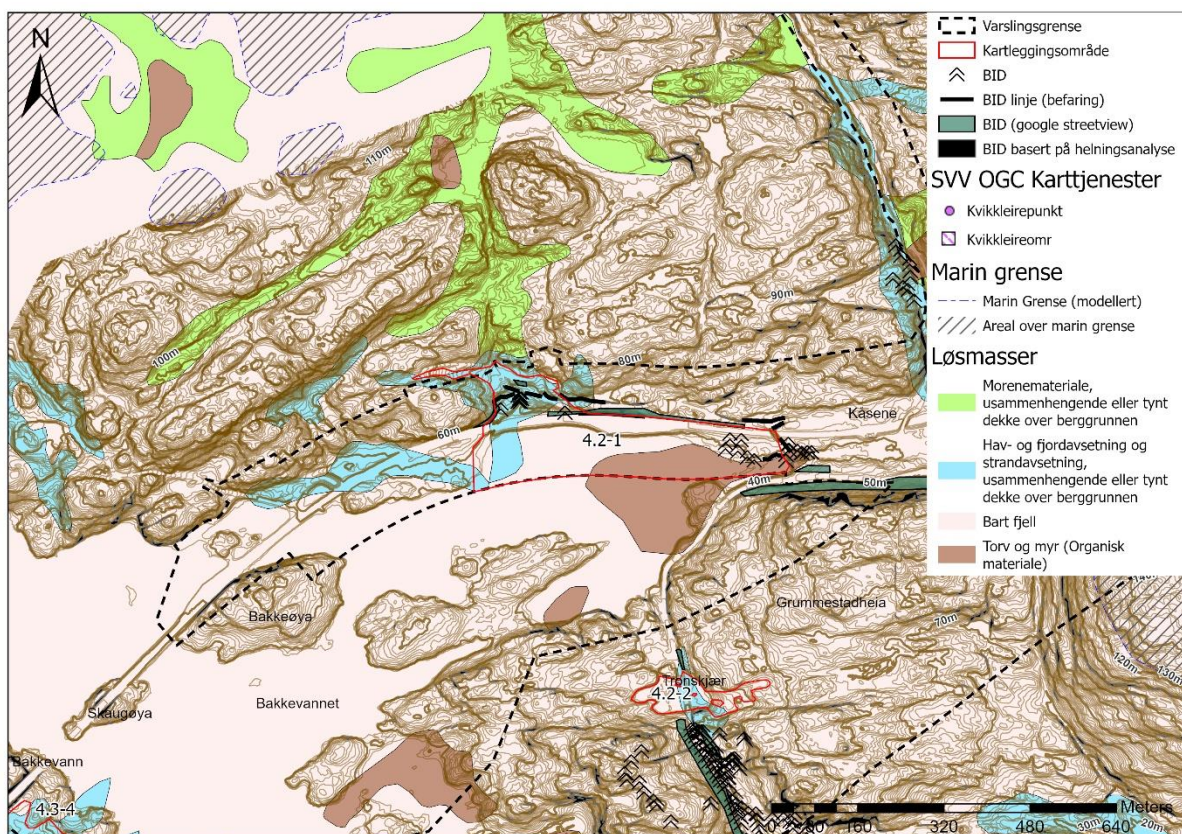 N
110m
100m
90m
80m
60m
Kåsene
4.2-1
40m
50m
Bakkeøya
Grummestadheia
70m
140m
120m
130m
Tronskjær
4.2-2
Skaugøya
Bakkevannet
Bakkevann
4.3-4
Meters
0 80 160 320 480 640
30m
20m
Varslingsgrense
Kartleggingsområde
BID
BID linje (befaring)
BID (google streetview)
BID basert på helningsanalyse
SVV OGC Karttjenester
Kvikkleirepunkt
Kvikkleireomr
Marin grense
Marin Grense (modellert)
Areal over marin grense
Løsmasser
Morenemateriale,
usammenhengende eller tynt
dekke over berggrunnen
Hav- og fjordavsetning og
strandavsetning,
usammenhengende eller tynt
dekke over berggrunnen
Bart fjell
Torv og myr (Organisk
materiale)